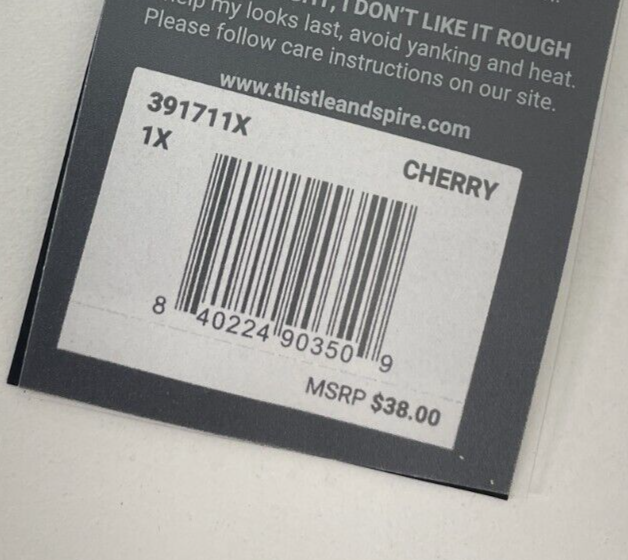 I DON'T LIKE IT ROUGH
help my looks last, avoid yanking and heat.
Please follow care instructions on our site.
www.thistleandspire.com
391711X
1X
CHERRY
8 40224 90350 9
MSRP $38.00